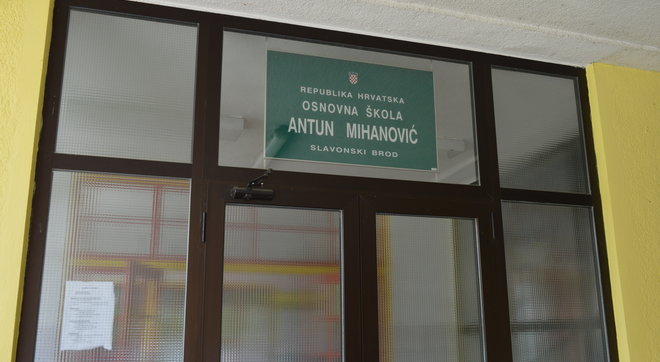 REPUBLIKA HRVATSKA
OSNOVNA ŠKOLA
ANTUN MIHANOVIĆ
SLAVONSKI BROD